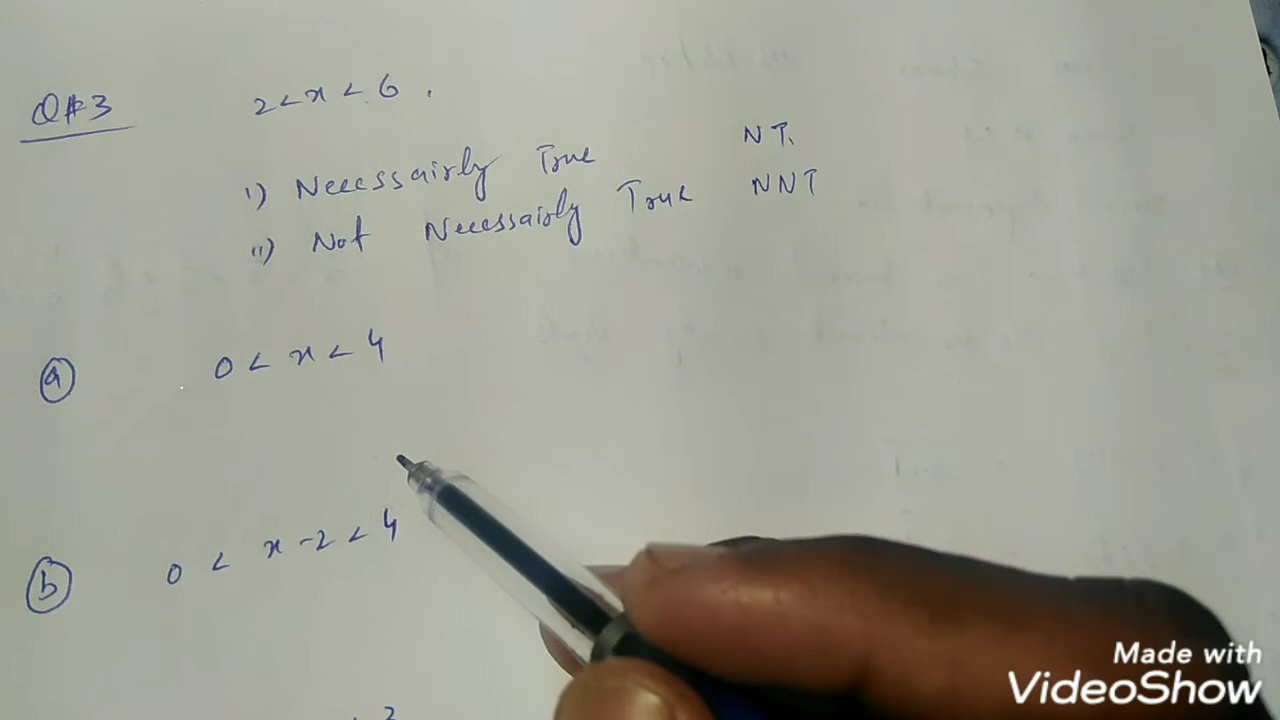 Q#3 2 < x < 6 .
i) Necessairly True NT.
ii) Not Necessairly True NNT
a 0 < x < 4
b 0 < x - 2 < 4
Made with
VideoShow